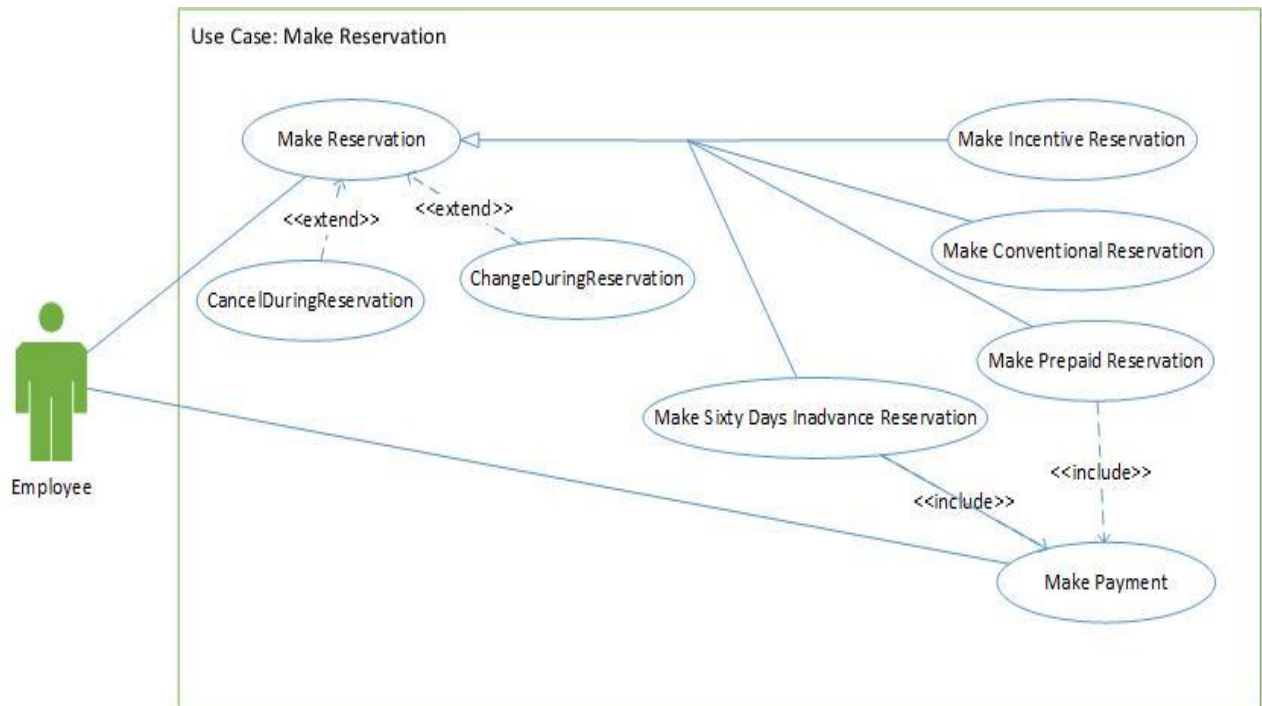 Use Case: Make Reservation
Make Reservation
Make Incentive Reservation
<<extend>>
<<extend>>
Make Conventional Reservation
ChangeDuringReservation
CancelDuringReservation
Make Prepaid Reservation
Make Sixty Days Inadvance Reservation
<<include>>
Employee
<<include>>
Make Payment